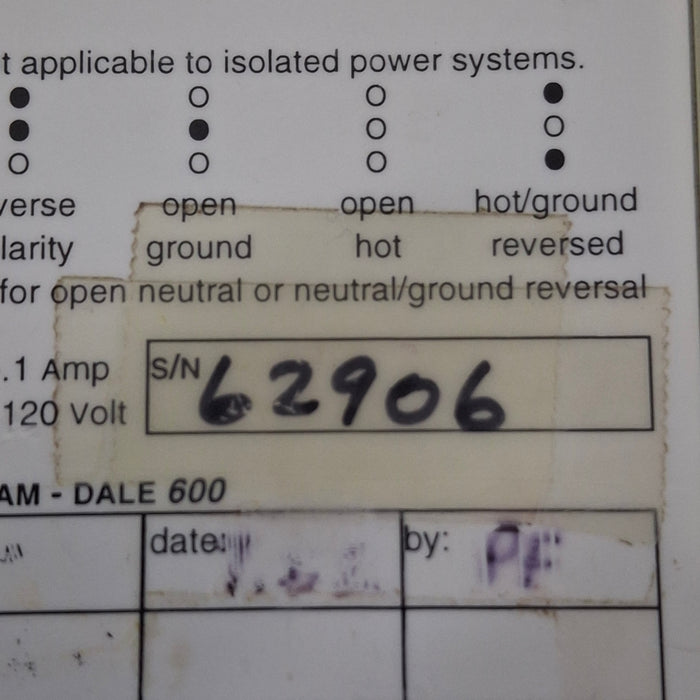 t applicable to isolated power systems.
● O O ●
● ● O O
O O O ●
verse open open hot/ground
larity ground hot reversed
for open neutral or neutral/ground reversal
.1 Amp
120 Volt
S/N 62906
AM - DALE 600
date: by: PF